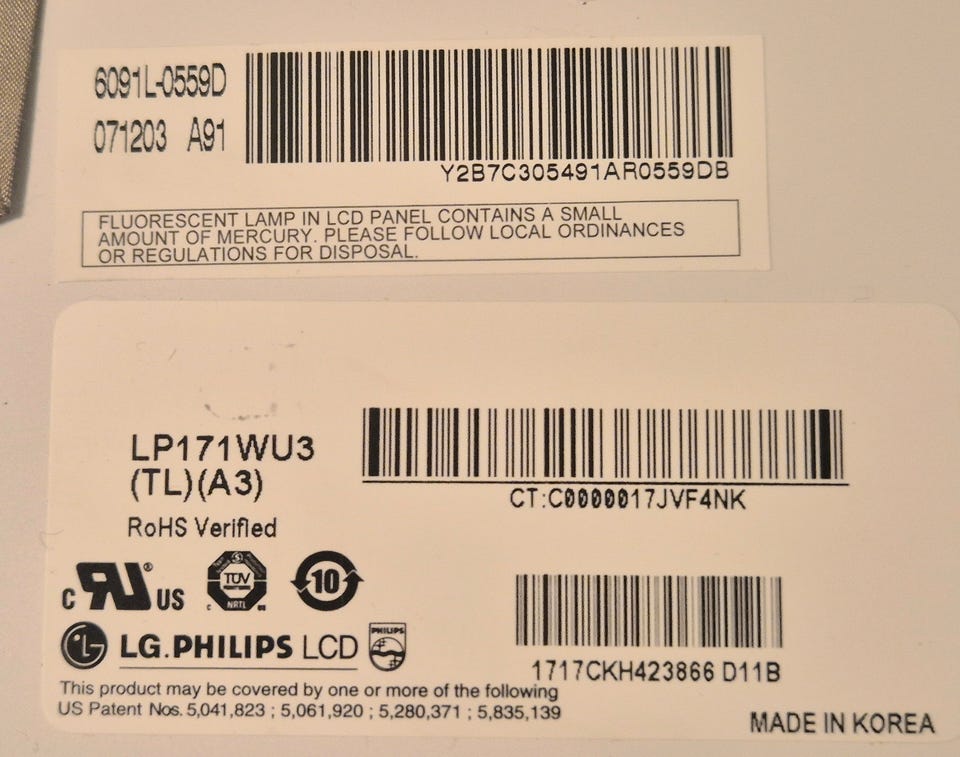 6091L-0559D
071203 A91
Y2B7C305491AR0559DB
FLUORESCENT LAMP IN LCD PANEL CONTAINS A SMALL
AMOUNT OF MERCURY. PLEASE FOLLOW LOCAL ORDINANCES
OR REGULATIONS FOR DISPOSAL.
LP171WU3
(TL)(A3)
RoHS Verified
CT:C0000017JVF4NK
c RU ® US
TÜV
C NRTL US
10
1717CKH423866 D11B
LG LG.PHILIPS LCD PHILIPS
This product may be covered by one or more of the following
US Patent Nos. 5,041,823 ; 5,061,920 ; 5,280,371 ; 5,835,139
MADE IN KOREA